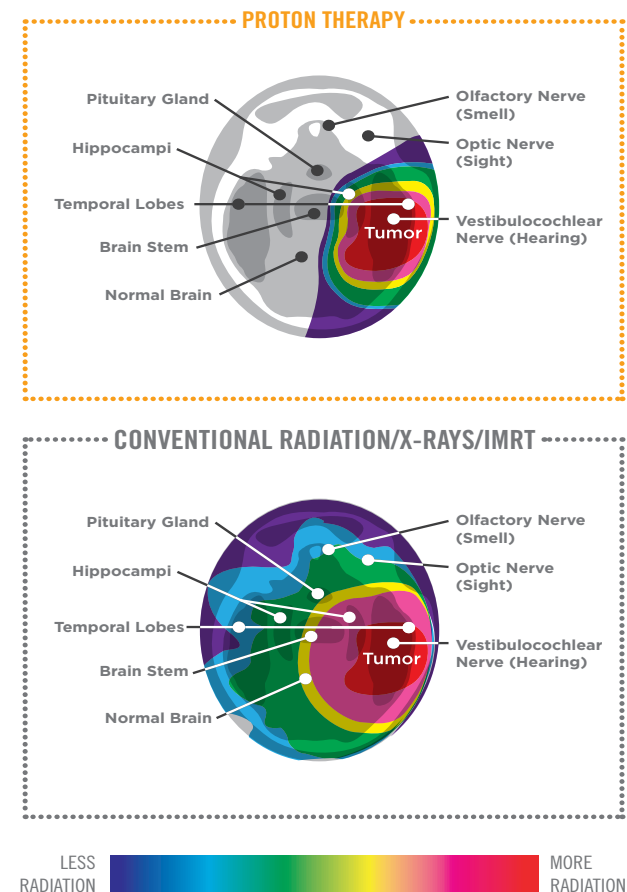 PROTON THERAPY
Pituitary Gland
Olfactory Nerve
(Smell)
Hippocampi
Optic Nerve
(Sight)
Temporal Lobes
Vestibulocochlear
Nerve (Hearing)
Tumor
Brain Stem
Normal Brain
CONVENTIONAL RADIATION/X-RAYS/IMRT
Pituitary Gland
Olfactory Nerve
(Smell)
Hippocampi
Optic Nerve
(Sight)
Temporal Lobes
Vestibulocochlear
Nerve (Hearing)
Tumor
Brain Stem
Normal Brain
LESS
RADIATION
MORE
RADIATION